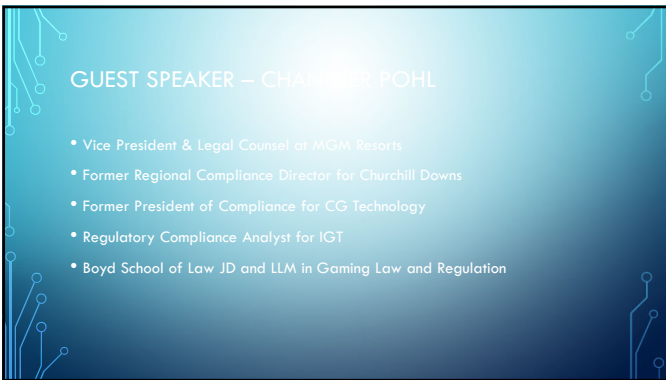 GUEST SPEAKER – CHANDLER POHL
• Vice President & Legal Counsel at MGM Resorts
• Former Regional Compliance Director for Churchill Downs
• Former President of Compliance for CG Technology
• Regulatory Compliance Analyst for IGT
• Boyd School of Law JD and LLM in Gaming Law and Regulation